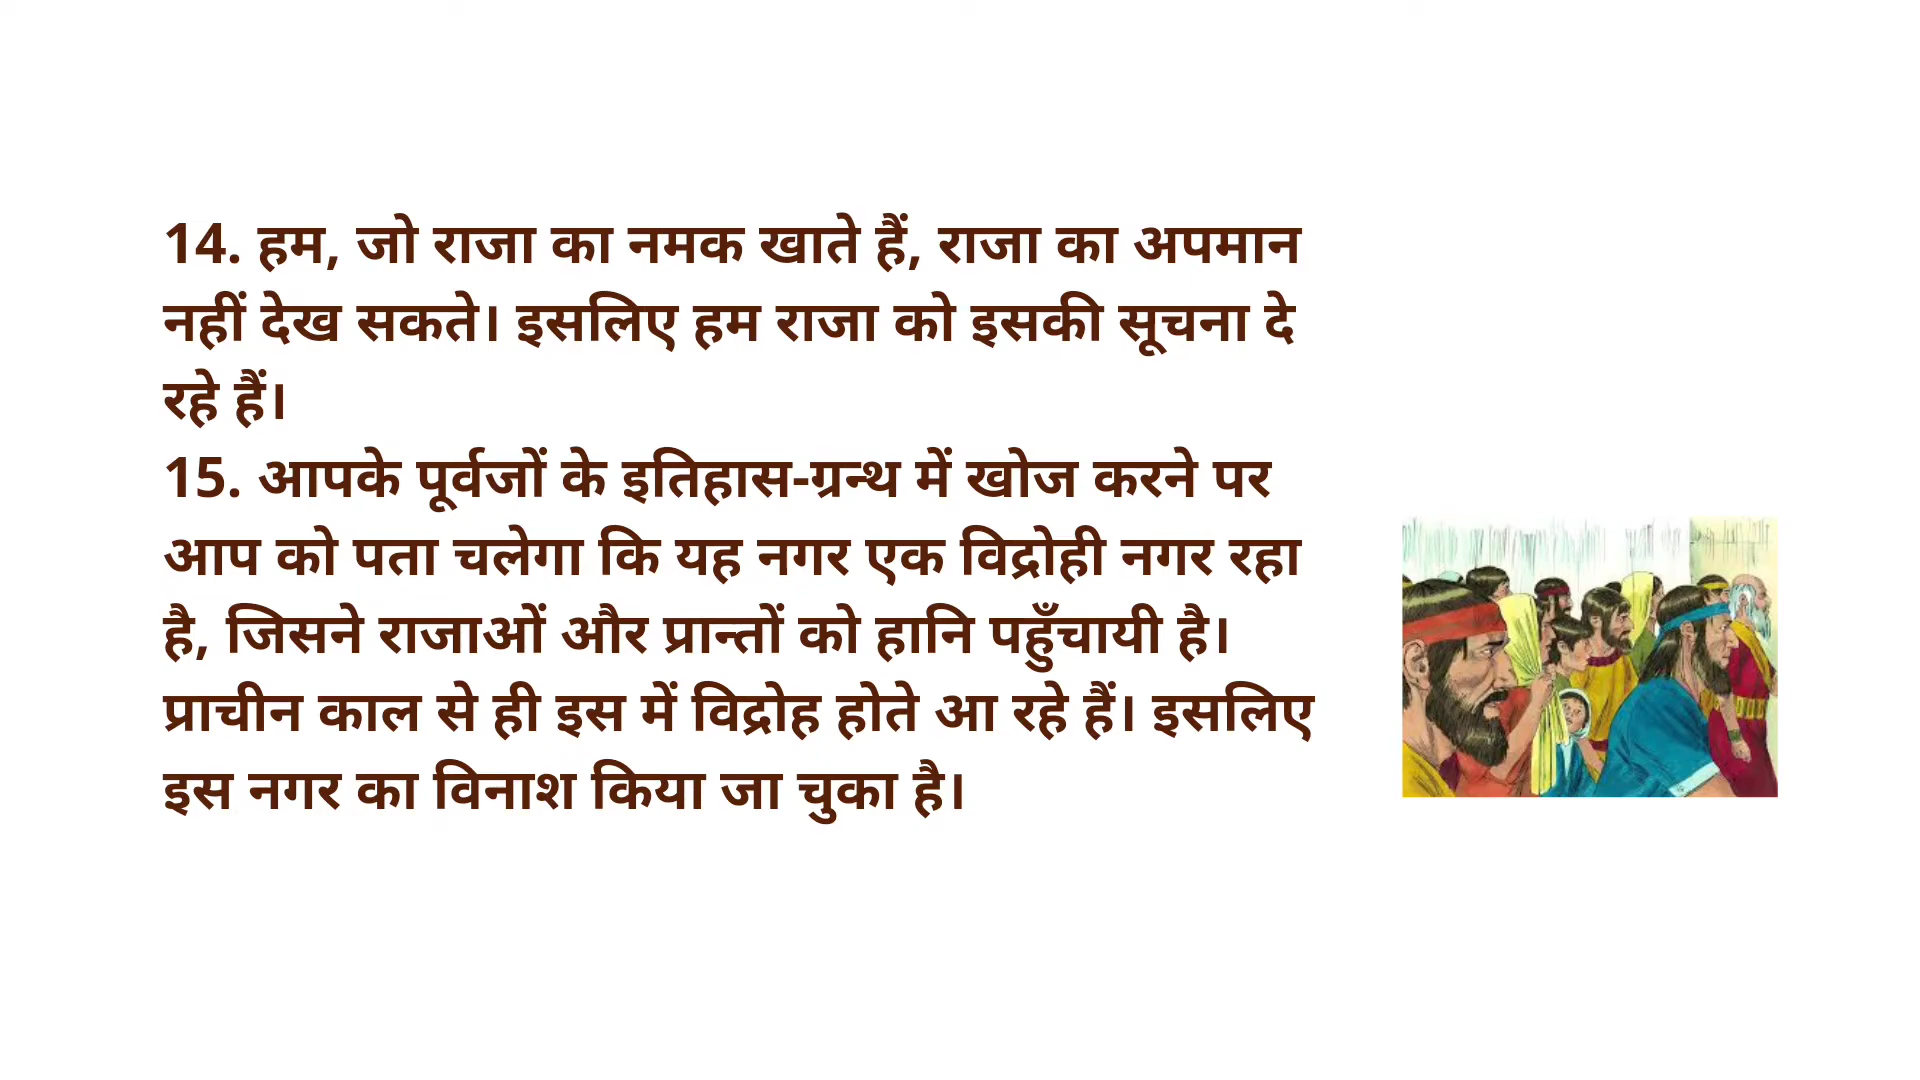 14. हम, जो राजा का नमक खाते हैं, राजा का अपमान
नहीं देख सकते। इसलिए हम राजा को इसकी सूचना दे
रहे हैं।
15. आपके पूर्वजों के इतिहास-ग्रन्थ में खोज करने पर
आप को पता चलेगा कि यह नगर एक विद्रोही नगर रहा
है, जिसने राजाओं और प्रान्तों को हानि पहुँचायी है।
प्राचीन काल से ही इस में विद्रोह होते आ रहे हैं। इसलिए
इस नगर का विनाश किया जा चुका है।